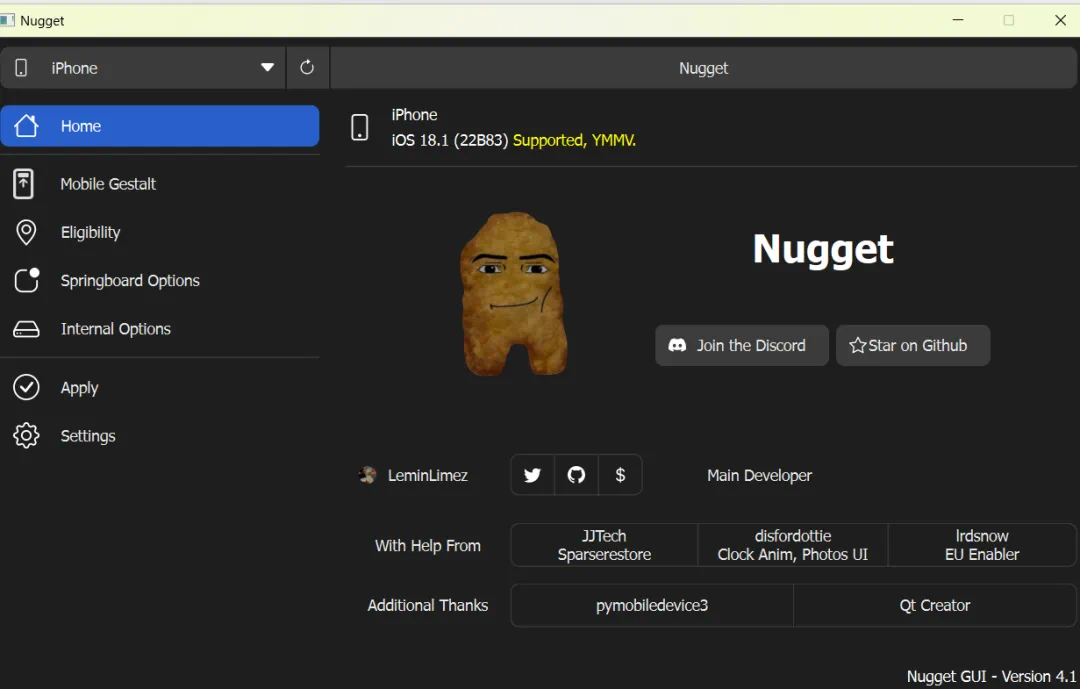 Nugget
iPhone
Nugget
Home
iPhone
iOS 18.1 (22B83) Supported, YMMV.
Mobile Gestalt
Eligibility
Springboard Options
Internal Options
Apply
Settings
Nugget
Join the Discord
Star on Github
LeminLimez
$
Main Developer
With Help From
JJTech
Sparserestore
disfordottie
Clock Anim, Photos UI
lrdsnow
EU Enabler
Additional Thanks
pymobiledevice3
Qt Creator
Nugget GUI - Version 4.1